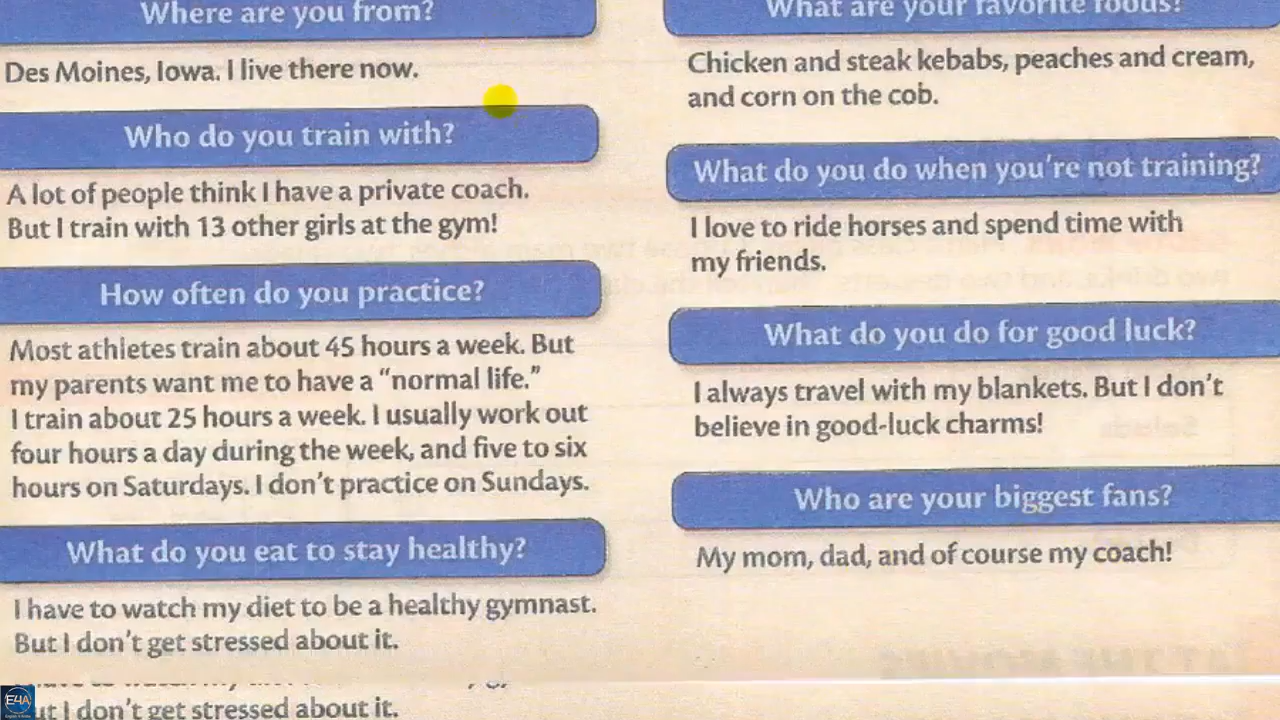 Where are you from?
Des Moines, Iowa. I live there now.
Who do you train with?
A lot of people think I have a private coach.
But I train with 13 other girls at the gym!
How often do you practice?
Most athletes train about 45 hours a week. But
my parents want me to have a “normal life.”
I train about 25 hours a week. I usually work out
four hours a day during the week, and five to six
hours on Saturdays. I don't practice on Sundays.
What do you eat to stay healthy?
I have to watch my diet to be a healthy gymnast.
But I don't get stressed about it.
ut I don't get stressed about it.
E4A
What are your favorite foods?
Chicken and steak kebabs, peaches and cream,
and corn on the cob.
What do you do when you're not training?
I love to ride horses and spend time with
my friends.
What do you do for good luck?
I always travel with my blankets. But I don't
believe in good-luck charms!
Who are your biggest fans?
My mom, dad, and of course my coach!